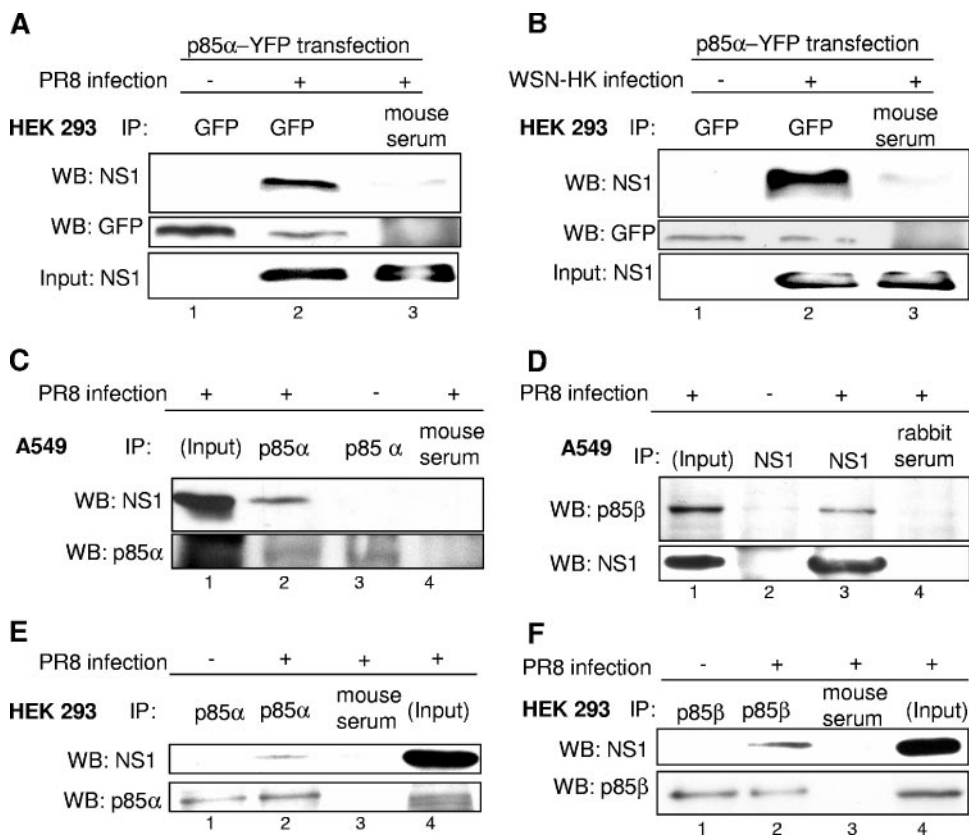 A
p85α–YFP transfection
PR8 infection - + +
HEK 293 IP: GFP GFP mouse serum
WB: NS1
WB: GFP
Input: NS1
1 2 3
B
p85α–YFP transfection
WSN-HK infection - + +
HEK 293 IP: GFP GFP mouse serum
WB: NS1
WB: GFP
Input: NS1
1 2 3
C
PR8 infection + + - +
A549 IP: (Input) p85α p85 α mouse serum
WB: NS1
WB: p85α
1 2 3 4
D
PR8 infection + - + +
A549 IP: (Input) NS1 NS1 rabbit serum
WB: p85β
WB: NS1
1 2 3 4
E
PR8 infection - + + +
HEK 293 IP: p85α p85α mouse serum (Input)
WB: NS1
WB: p85α
1 2 3 4
F
PR8 infection - + + +
HEK 293 IP: p85β p85β mouse serum (Input)
WB: NS1
WB: p85β
1 2 3 4